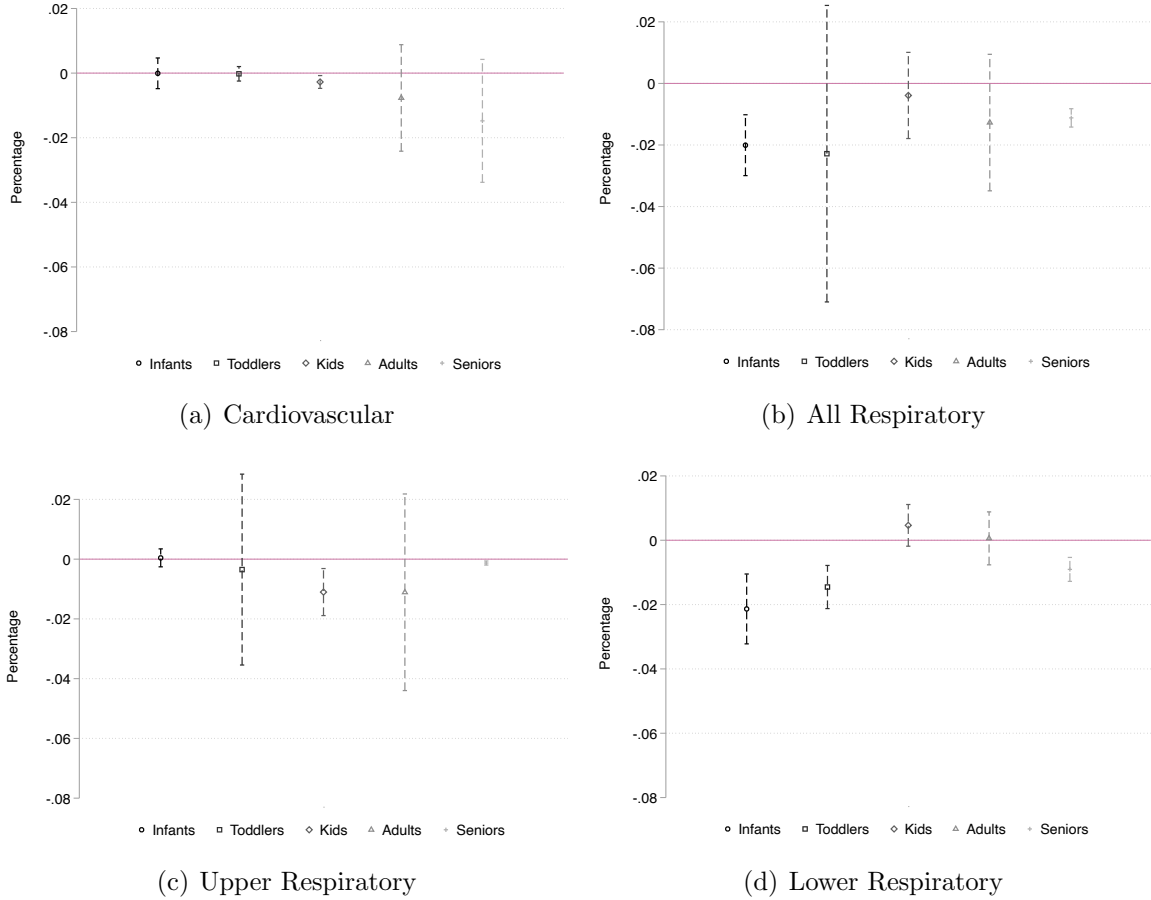 .02
0
-.02
-.04
-.06
-.08
Percentage
Infants Toddlers Kids Adults Seniors
(a) Cardiovascular
.02
0
-.02
-.04
-.06
-.08
Percentage
Infants Toddlers Kids Adults Seniors
(b) All Respiratory
.02
0
-.02
-.04
-.06
-.08
Percentage
Infants Toddlers Kids Adults Seniors
(c) Upper Respiratory
.02
0
-.02
-.04
-.06
-.08
Percentage
Infants Toddlers Kids Adults Seniors
(d) Lower Respiratory